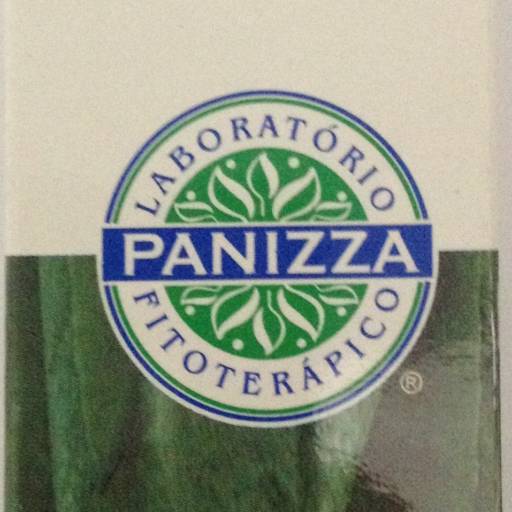 LABORATÓRIO
PANIZZA
FITOTERÁPICO
®